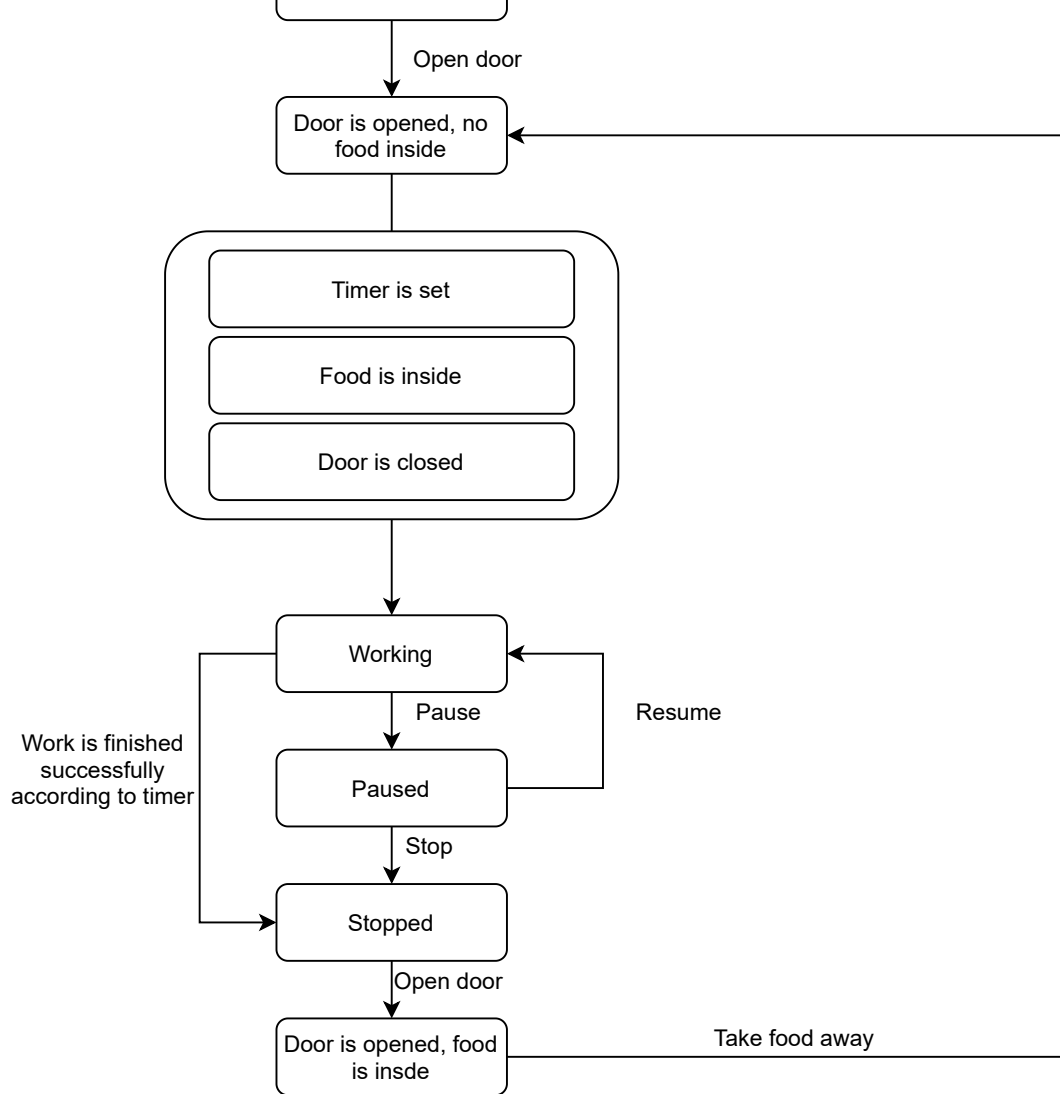 Open door
Door is opened, no
food inside
Timer is set
Food is inside
Door is closed
Working
Pause
Resume
Work is finished
successfully
according to timer
Paused
Stop
Stopped
Open door
Door is opened, food
is insde
Take food away